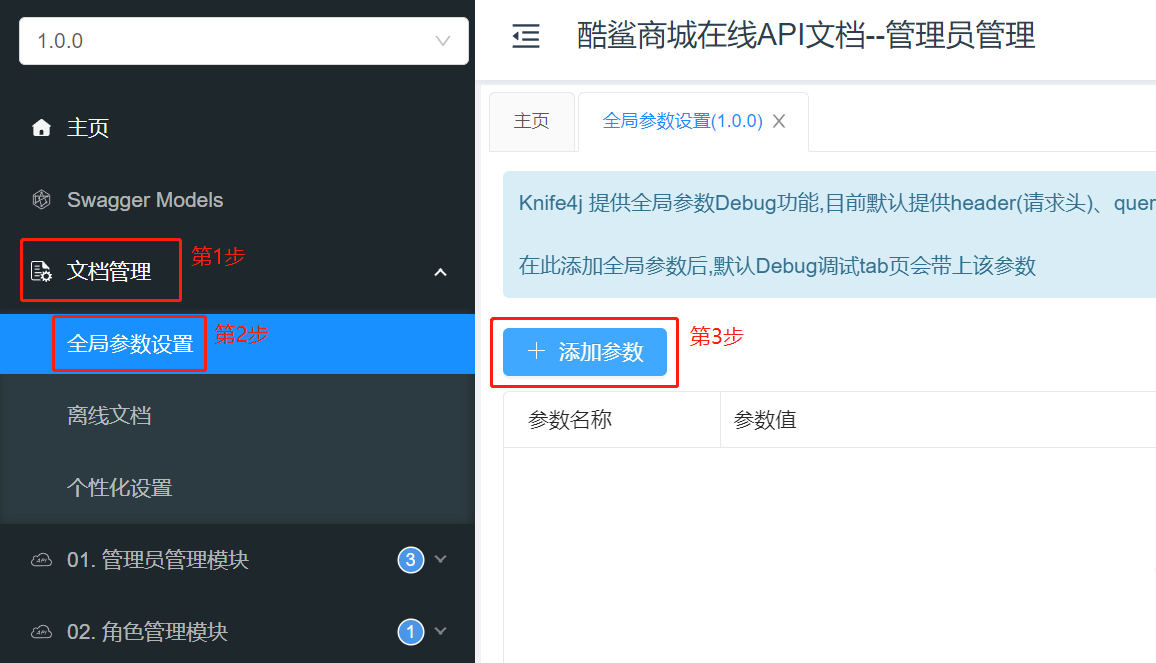 1.0.0
主页
Swagger Models
文档管理
第1步
全局参数设置
第2步
离线文档
个性化设置
01. 管理员管理模块
3
02. 角色管理模块
1
酷鲨商城在线API文档--管理员管理
主页
全局参数设置(1.0.0)
Knife4j 提供全局参数Debug功能,目前默认提供header(请求头)、quer
在此添加全局参数后,默认Debug调试tab页会带上该参数
添加参数
第3步
参数名称
参数值